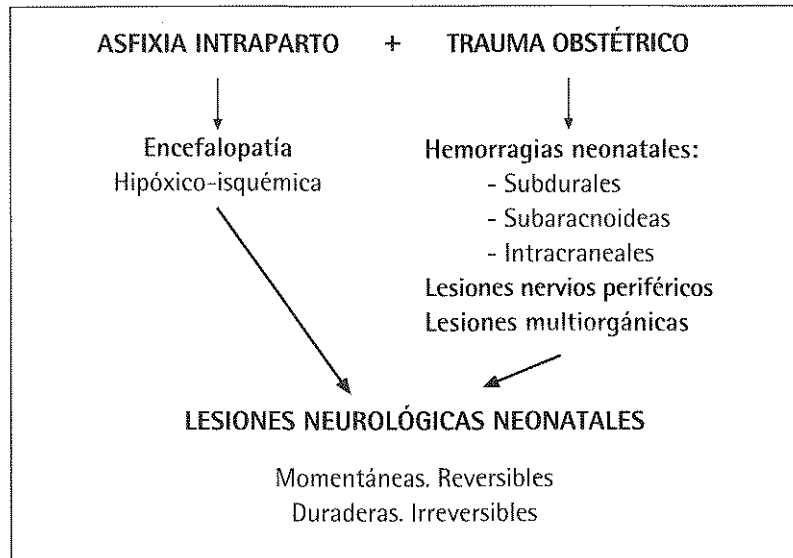 ASFIXIA INTRAPARTO + TRAUMA OBSTÉTRICO
Encefalopatía
Hipóxico-isquémica
Hemorragias neonatales:
- Subdurales
- Subaracnoideas
- Intracraneales
Lesiones nervios periféricos
Lesiones multiorgánicas
LESIONES NEUROLÓGICAS NEONATALES
Momentáneas. Reversibles
Duraderas. Irreversibles